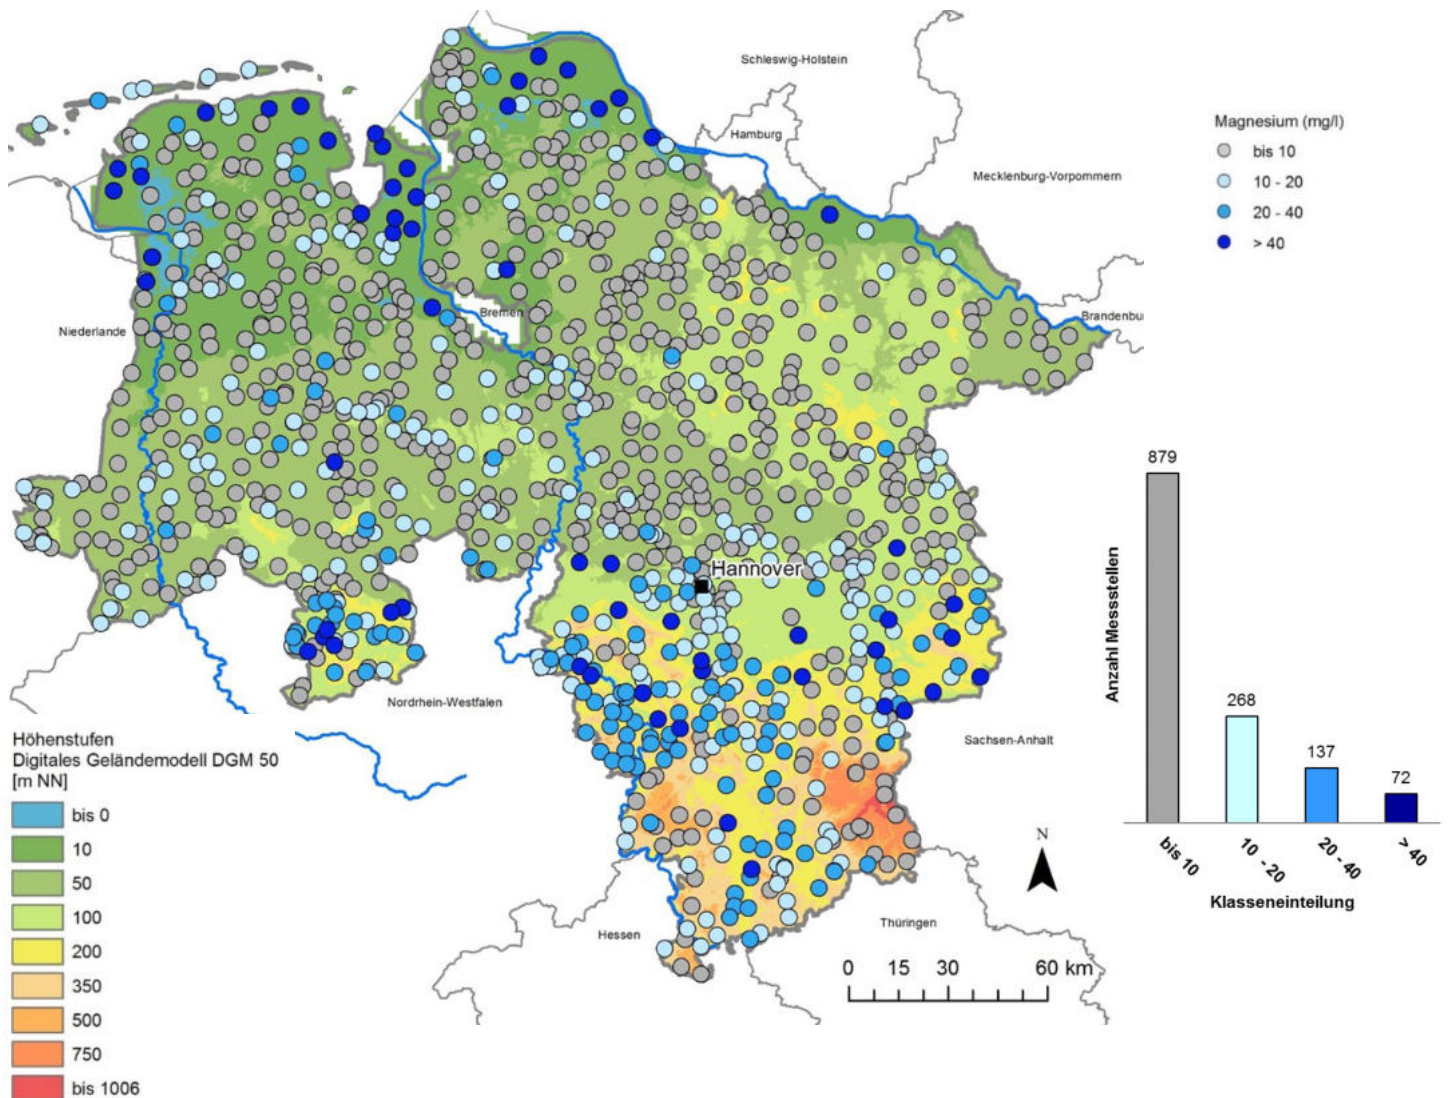 Schleswig-Holstein
Hamburg
Mecklenburg-Vorpommern
Niederlande
Bremen
Hannover
Nordrhein-Westfalen
Sachsen-Anhalt
Hessen
Thüringen
N
0 15 30 60 km
Magnesium (mg/l)
bis 10
10 - 20
20 - 40
> 40
Anzahl Messstellen
879
268
137
72
bis 10
10 - 20
20 - 40
> 40
Klasseneinteilung
Höhenstufen
Digitales Geländemodell DGM 50
[m NN]
bis 0
10
50
100
200
350
500
750
bis 1006